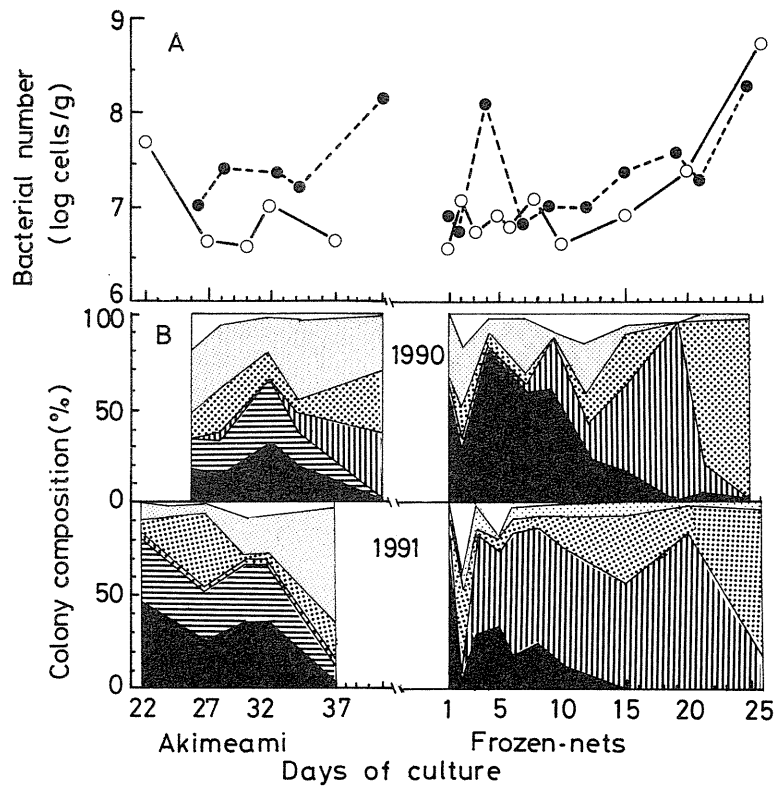 9
A
8
7
6
Bacterial number
(log cells/g)
100
B
1990
50
0
1991
50
0
Colony composition (%)
22 27 32 37 1 5 10 15 20 25
Akimeami Frozen-nets
Days of culture